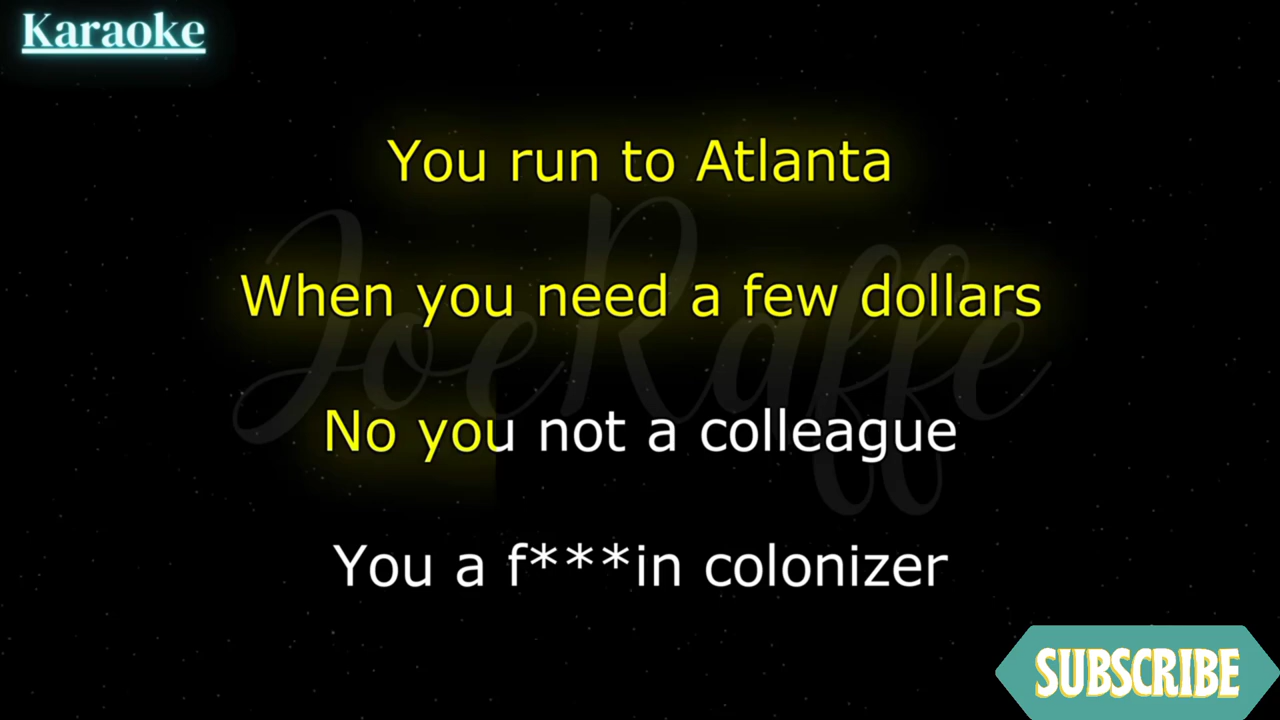 Karaoke
You run to Atlanta
When you need a few dollars
JoeRaffe
No you not a colleague
You a f***in colonizer
SUBSCRIBE